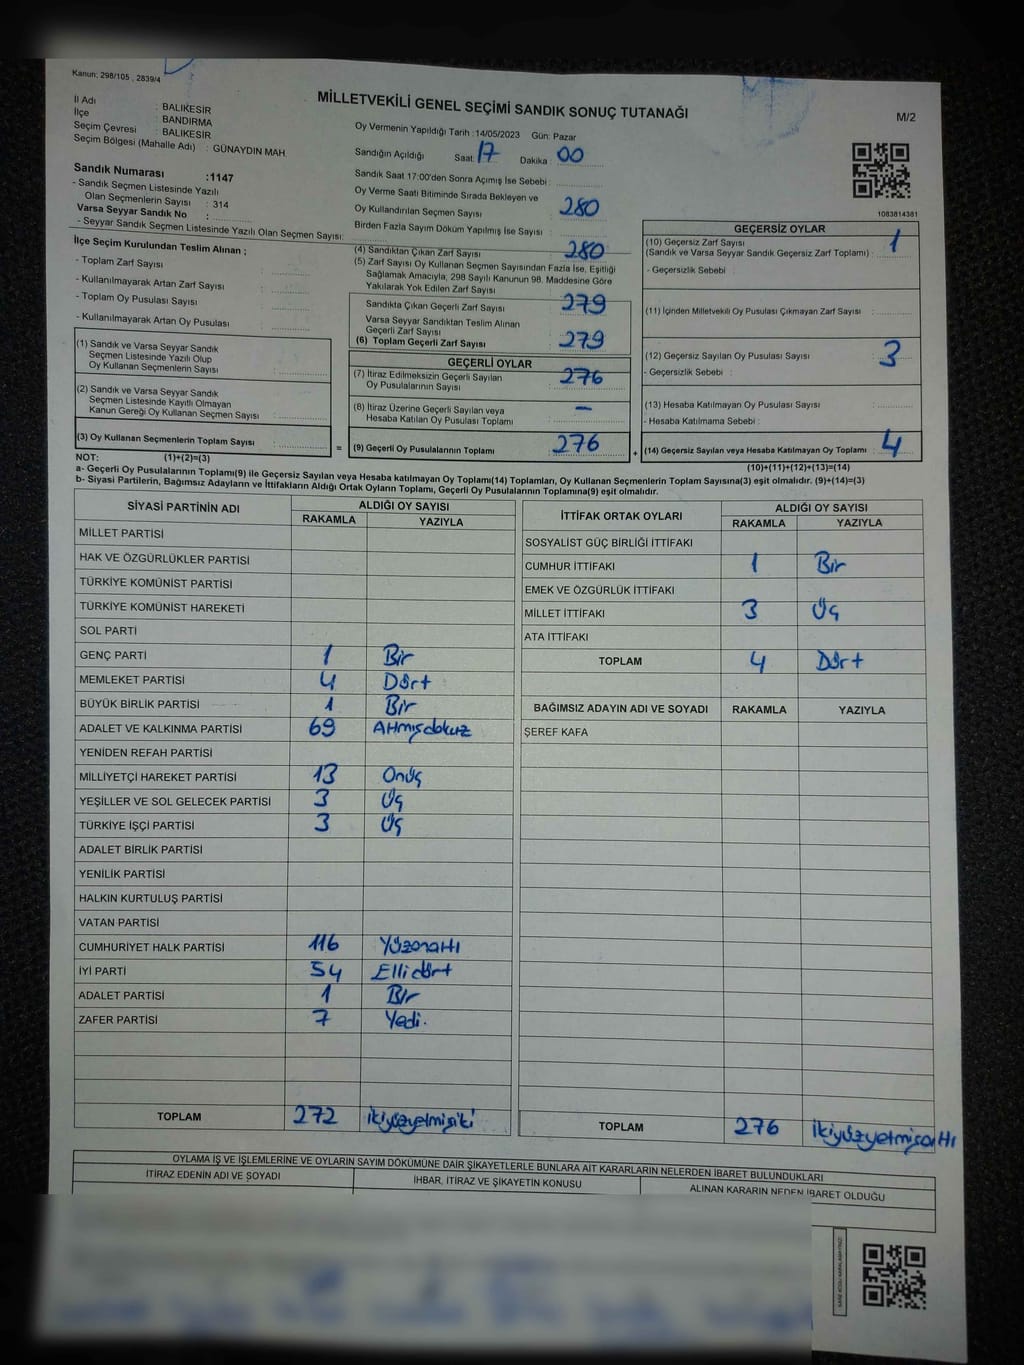 Kanun; 298/105 , 2839/4
MİLLETVEKİLİ GENEL SEÇİMİ SANDIK SONUÇ TUTANAĞI
M/2
İl Adı : BALIKESİR
İlçe : BANDIRMA
Seçim Çevresi : BALIKESİR
Seçim Bölgesi (Mahalle Adı) : GÜNAYDIN MAH
Oy Vermenin Yapıldığı Tarih : 14/05/2023 Gün: Pazar
Sandığın Açıldığı Saat: 17 Dakika : 00
Sandık Saat 17:00'den Sonra Açımış İse Sebebi :
Sandık Numarası :1147
- Sandık Seçmen Listesinde Yazılı
Olan Seçmenlerin Sayısı : 314
Varsa Seyyar Sandık No :
- Seyyar Sandık Seçmen Listesinde Yazılı Olan Seçmen Sayısı:
Oy Verme Saati Bitiminde Sırada Bekleyen ve
Oy Kullandırılan Seçmen Sayısı : 280
Birden Fazla Sayım Döküm Yapılmış İse Sayısı :
1083814381
İlçe Seçim Kurulundan Teslim Alınan ;
- Toplam Zarf Sayısı :
- Kullanılmayarak Artan Zarf Sayısı :
- Toplam Oy Pusulası Sayısı :
- Kullanılmayarak Artan Oy Pusulası :
(1) Sandık ve Varsa Seyyar Sandık
Seçmen Listesinde Yazılı Olup
Oy Kullanan Seçmenlerin Sayısı :
(2) Sandık ve Varsa Seyyar Sandık
Seçmen Listesinde Kayıtlı Olmayan
Kanun Gereği Oy Kullanan Seçmen Sayısı :
(3) Oy Kullanan Seçmenlerin Toplam Sayısı :
(4) Sandıktan Çıkan Zarf Sayısı : 280
(5) Zarf Sayısı Oy Kullanan Seçmen Sayısından Fazla İse, Eşitliği
Sağlamak Amacıyla; 298 Sayılı Kanunun 98. Maddesine Göre
Yakılarak Yok Edilen Zarf Sayısı :
Sandıkta Çıkan Geçerli Zarf Sayısı : 279
Varsa Seyyar Sandıktan Teslim Alınan
Geçerli Zarf Sayısı :
(6) Toplam Geçerli Zarf Sayısı : 279
GEÇERLİ OYLAR
(7) İtiraz Edilmeksizin Geçerli Sayılan
Oy Pusulalarının Sayısı : 276
(8) İtiraz Üzerine Geçerli Sayılan veya
Hesaba Katılan Oy Pusulası Toplamı : –
= (9) Geçerli Oy Pusulalarının Toplamı : 276
GEÇERSİZ OYLAR
(10) Geçersiz Zarf Sayısı
(Sandık ve Varsa Seyyar Sandık Geçersiz Zarf Toplamı) : 1
- Geçersizlik Sebebi :
(11) İçinden Milletvekili Oy Pusulası Çıkmayan Zarf Sayısı :
(12) Geçersiz Sayılan Oy Pusulası Sayısı : 3
- Geçersizlik Sebebi :
(13) Hesaba Katılmayan Oy Pusulası Sayısı :
- Hesaba Katılmama Sebebi :
+ (14) Geçersiz Sayılan veya Hesaba Katılmayan Oy Toplamı : 4
NOT: (1)+(2)=(3)
(10)+(11)+(12)+(13)=(14)
a- Geçerli Oy Pusulalarının Toplamı(9) ile Geçersiz Sayılan veya Hesaba katılmayan Oy Toplamı(14) Toplamları, Oy Kullanan Seçmenlerin Toplam Sayısına(3) eşit olmalıdır. (9)+(14)=(3)
b- Siyasi Partilerin, Bağımsız Adayların ve İttifakların Aldığı Ortak Oyların Toplamı, Geçerli Oy Pusulalarının Toplamına(9) eşit olmalıdır.
SİYASİ PARTİNİN ADI ALDIĞI OY SAYISI
RAKAMLA YAZIYLA
MİLLET PARTİSİ
HAK VE ÖZGÜRLÜKLER PARTİSİ
TÜRKİYE KOMÜNİST PARTİSİ
TÜRKİYE KOMÜNİST HAREKETİ
SOL PARTİ
GENÇ PARTİ 1 Bir
MEMLEKET PARTİSİ 4 Dört
BÜYÜK BİRLİK PARTİSİ 1 Bir
ADALET VE KALKINMA PARTİSİ 69 Altmışdokuz
YENİDEN REFAH PARTİSİ
MİLLİYETÇİ HAREKET PARTİSİ 13 Onüç
YEŞİLLER VE SOL GELECEK PARTİSİ 3 Üç
TÜRKİYE İŞÇİ PARTİSİ 3 Üç
ADALET BİRLİK PARTİSİ
YENİLİK PARTİSİ
HALKIN KURTULUŞ PARTİSİ
VATAN PARTİSİ
CUMHURİYET HALK PARTİSİ 116 Yüzonaltı
İYİ PARTİ 54 Ellidört
ADALET PARTİSİ 1 Bir
ZAFER PARTİSİ 7 Yedi.
TOPLAM 272 ikiyüzyetmişiki
İTTİFAK ORTAK OYLARI ALDIĞI OY SAYISI
RAKAMLA YAZIYLA
SOSYALİST GÜÇ BİRLİĞİ İTTİFAKI
CUMHUR İTTİFAKI 1 Bir
EMEK VE ÖZGÜRLÜK İTTİFAKI
MİLLET İTTİFAKI 3 Üç
ATA İTTİFAKI
TOPLAM 4 Dört
BAĞIMSIZ ADAYIN ADI VE SOYADI RAKAMLA YAZIYLA
ŞEREF KAFA
TOPLAM 276 ikiyüzyetmişaltı
OYLAMA İŞ VE İŞLEMLERİNE VE OYLARIN SAYIM DÖKÜMÜNE DAİR ŞİKAYETLERLE BUNLARA AİT KARARLARIN NELERDEN İBARET BULUNDUKLARI
İTİRAZ EDENİN ADI VE SOYADI İHBAR, İTİRAZ VE ŞİKAYETİN KONUSU ALINAN KARARIN NEDEN İBARET OLDUĞU